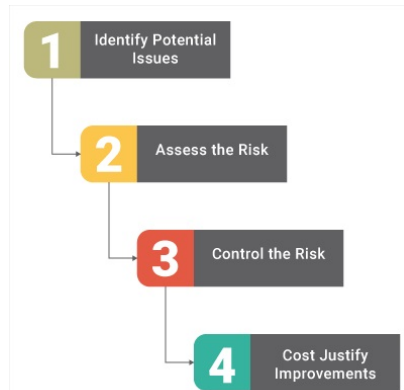 1
Identify Potential
Issues
2
Assess the Risk
3
Control the Risk
4
Cost Justify
Improvements